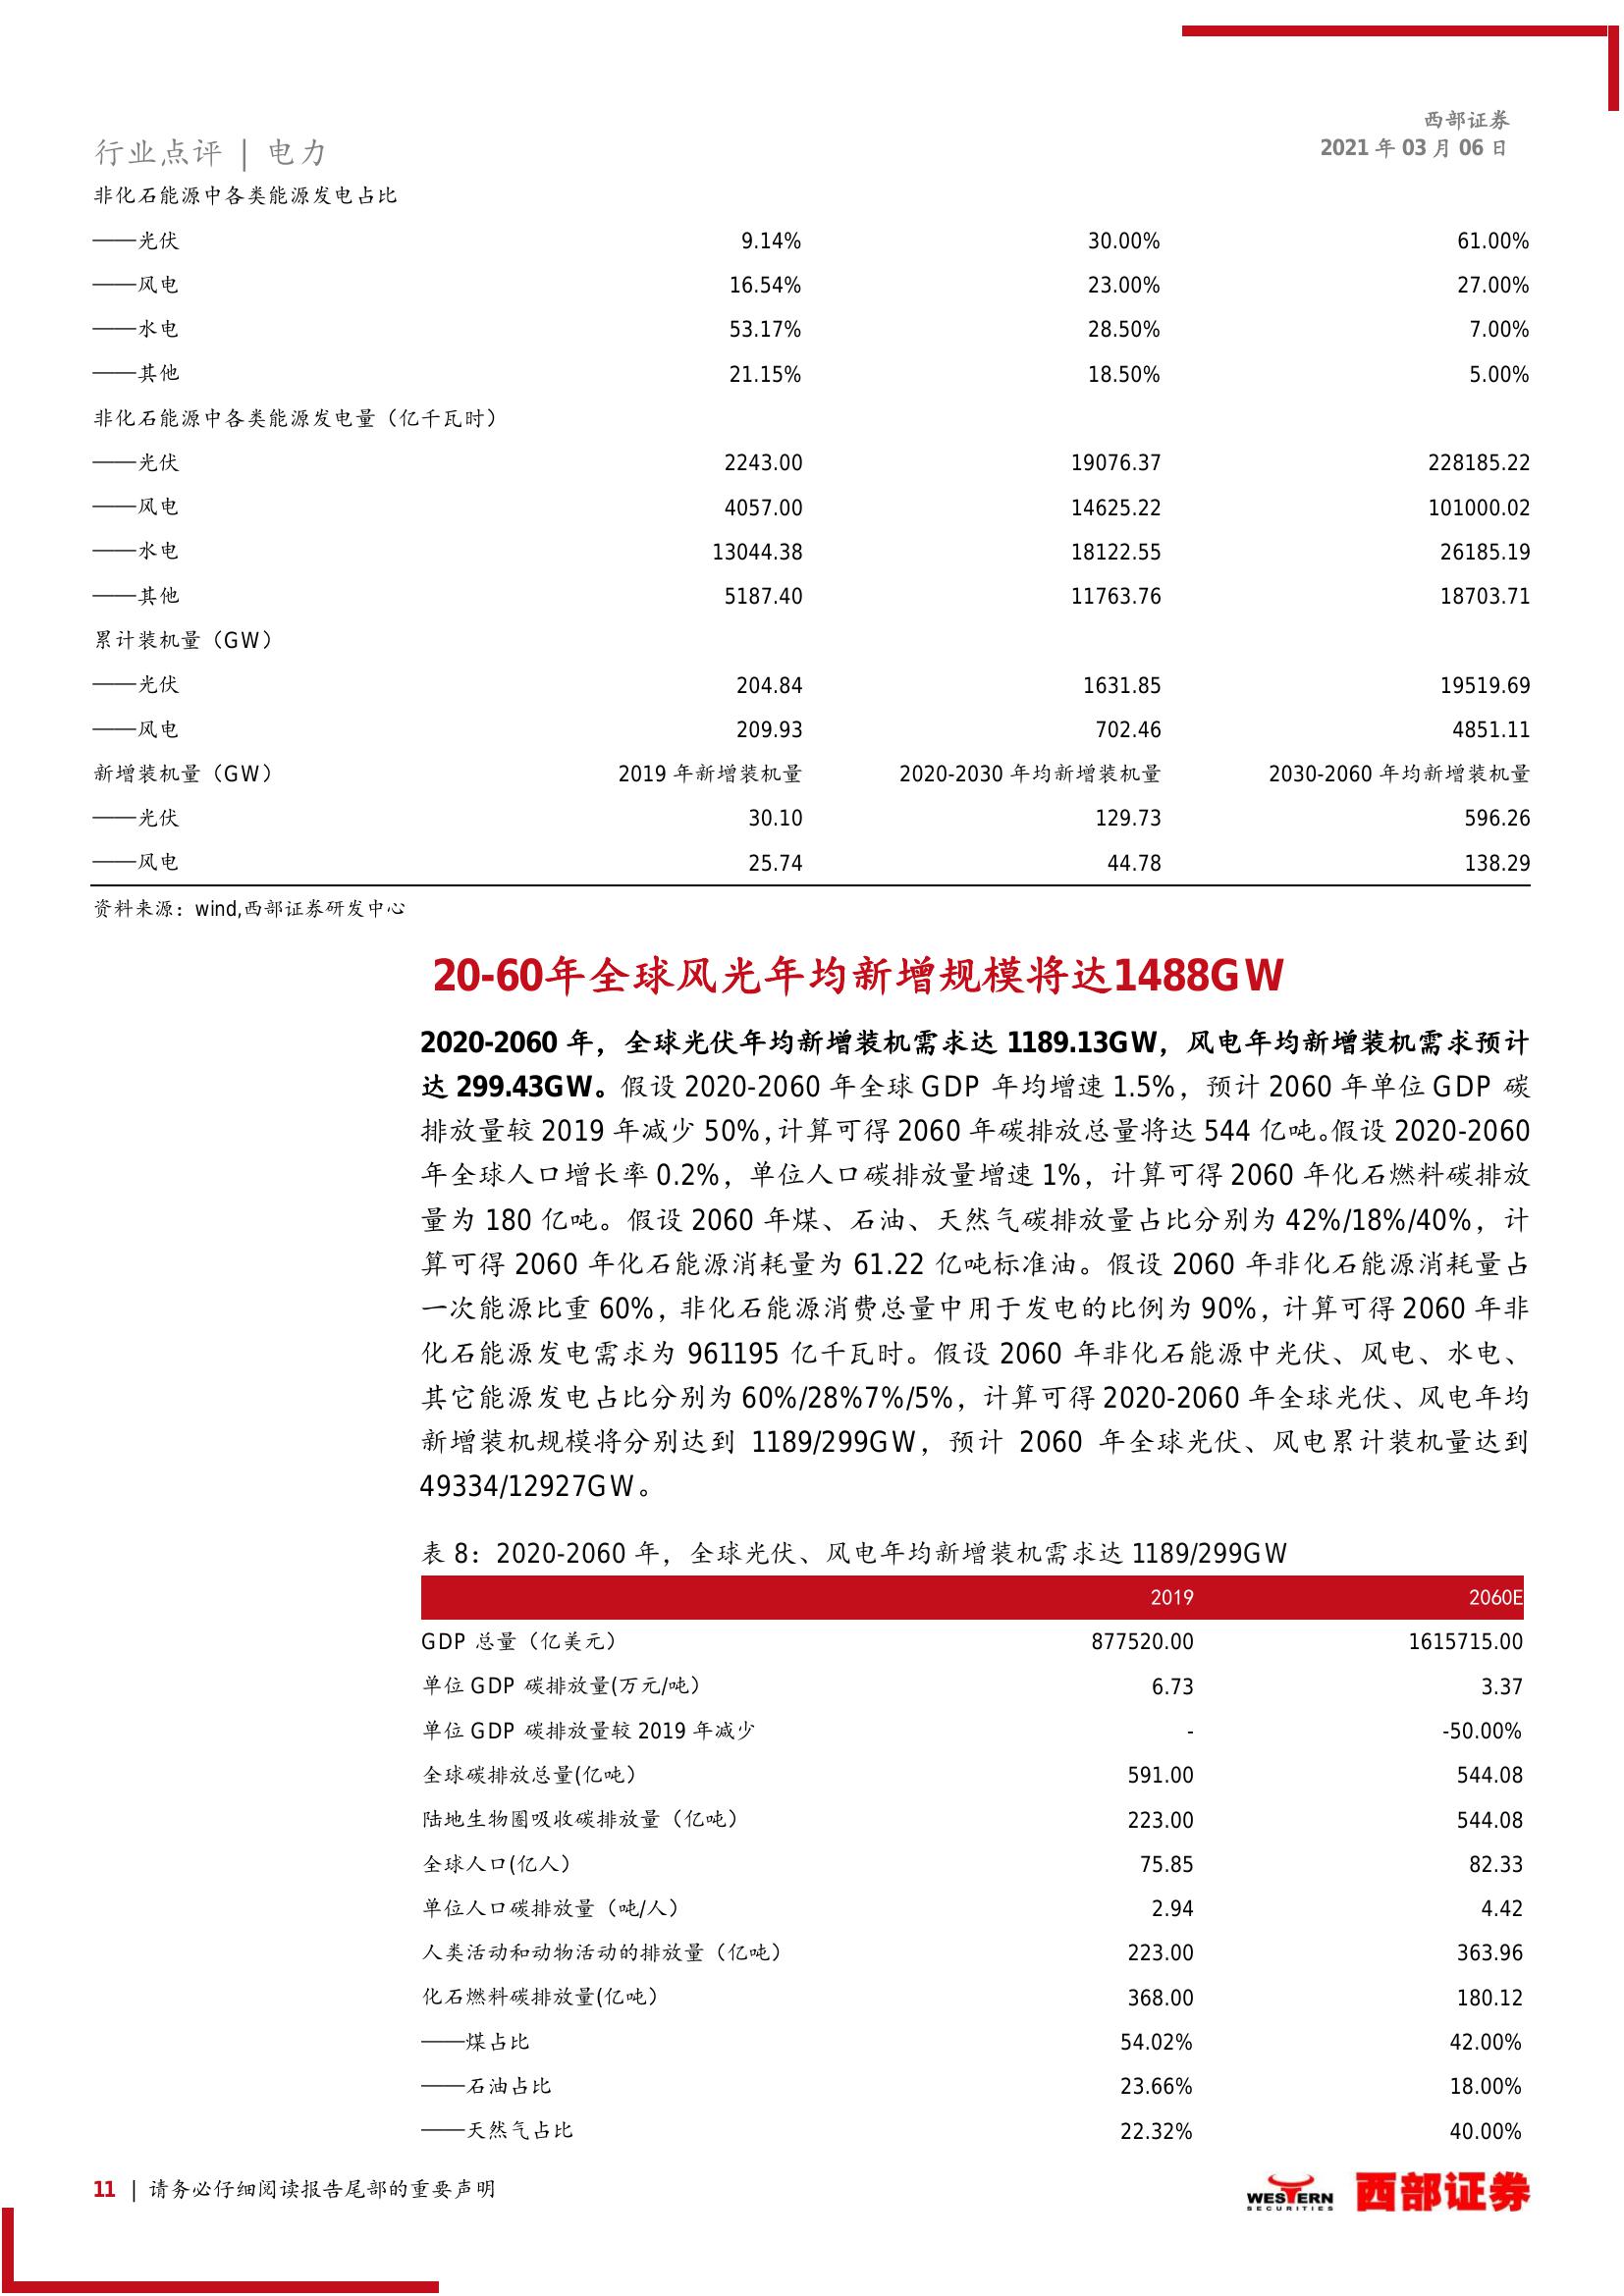 西部证券
2021 年 03 月 06 日
行业点评 | 电力
非化石能源中各类能源发电占比
——光伏 9.14% 30.00% 61.00%
——风电 16.54% 23.00% 27.00%
——水电 53.17% 28.50% 7.00%
——其他 21.15% 18.50% 5.00%
非化石能源中各类能源发电量（亿千瓦时）
——光伏 2243.00 19076.37 228185.22
——风电 4057.00 14625.22 101000.02
——水电 13044.38 18122.55 26185.19
——其他 5187.40 11763.76 18703.71
累计装机量（GW）
——光伏 204.84 1631.85 19519.69
——风电 209.93 702.46 4851.11
新增装机量（GW） 2019 年新增装机量 2020-2030 年均新增装机量 2030-2060 年均新增装机量
——光伏 30.10 129.73 596.26
——风电 25.74 44.78 138.29
资料来源：wind,西部证券研发中心
20-60年全球风光年均新增规模将达1488GW
2020-2060 年，全球光伏年均新增装机需求达 1189.13GW，风电年均新增装机需求预计
达 299.43GW。假设 2020-2060 年全球 GDP 年均增速 1.5%，预计 2060 年单位 GDP 碳
排放量较 2019 年减少 50%，计算可得 2060 年碳排放总量将达 544 亿吨。假设 2020-2060
年全球人口增长率 0.2%，单位人口碳排放量增速 1%，计算可得 2060 年化石燃料碳排放
量为 180 亿吨。假设 2060 年煤、石油、天然气碳排放量占比分别为 42%/18%/40%，计
算可得 2060 年化石能源消耗量为 61.22 亿吨标准油。假设 2060 年非化石能源消耗量占
一次能源比重 60%，非化石能源消费总量中用于发电的比例为 90%，计算可得 2060 年非
化石能源发电需求为 961195 亿千瓦时。假设 2060 年非化石能源中光伏、风电、水电、
其它能源发电占比分别为 60%/28%7%/5%，计算可得 2020-2060 年全球光伏、风电年均
新增装机规模将分别达到 1189/299GW，预计 2060 年全球光伏、风电累计装机量达到
49334/12927GW。
表 8：2020-2060 年，全球光伏、风电年均新增装机需求达 1189/299GW
2019 2060E
GDP 总量（亿美元） 877520.00 1615715.00
单位 GDP 碳排放量(万元/吨） 6.73 3.37
单位 GDP 碳排放量较 2019 年减少 - -50.00%
全球碳排放总量(亿吨） 591.00 544.08
陆地生物圈吸收碳排放量（亿吨） 223.00 544.08
全球人口(亿人） 75.85 82.33
单位人口碳排放量（吨/人） 2.94 4.42
人类活动和动物活动的排放量（亿吨） 223.00 363.96
化石燃料碳排放量(亿吨） 368.00 180.12
——煤占比 54.02% 42.00%
——石油占比 23.66% 18.00%
——天然气占比 22.32% 40.00%
11 | 请务必仔细阅读报告尾部的重要声明
WESTERN
SECURITIES
西部证券